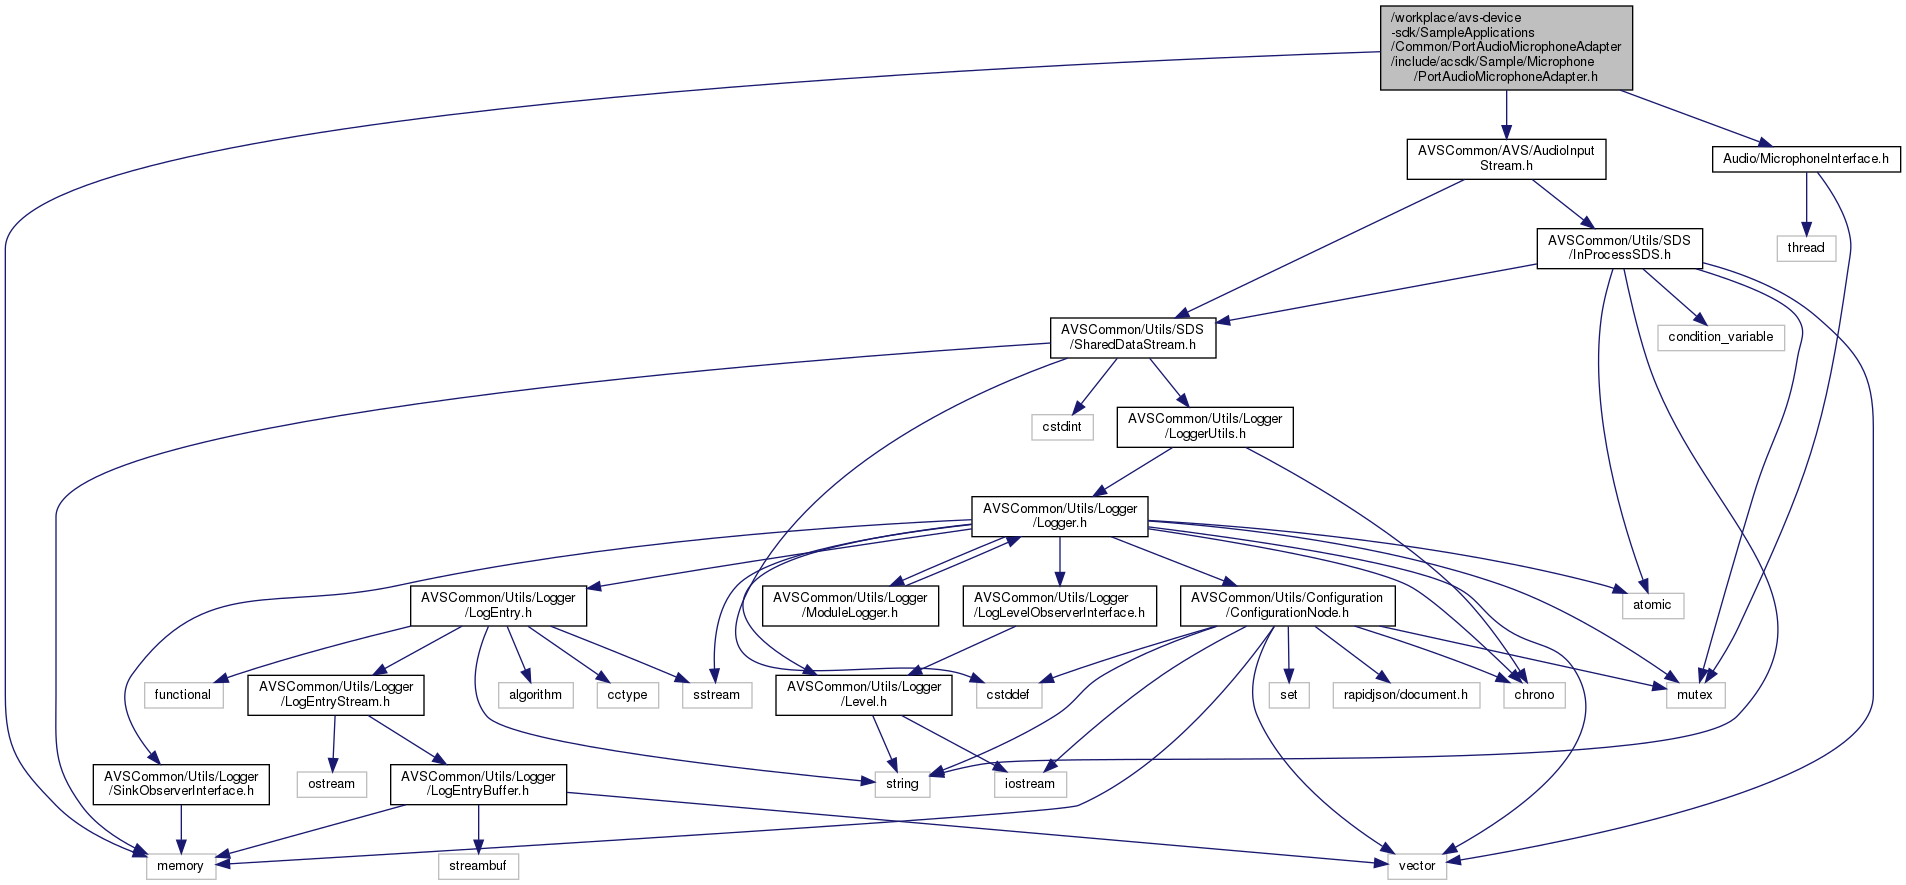 /workplace/avs-device
-sdk/SampleApplications
/Common/PortAudioMicrophoneAdapter
/include/acsdk/Sample/Microphone
/PortAudioMicrophoneAdapter.h
AVSCommon/AVS/AudioInput
Stream.h
Audio/MicrophoneInterface.h
AVSCommon/Utils/SDS
/InProcessSDS.h
thread
AVSCommon/Utils/SDS
/SharedDataStream.h
condition_variable
cstdint
AVSCommon/Utils/Logger
/LoggerUtils.h
AVSCommon/Utils/Logger
/Logger.h
AVSCommon/Utils/Logger
/LogEntry.h
AVSCommon/Utils/Logger
/ModuleLogger.h
AVSCommon/Utils/Logger
/LogLevelObserverInterface.h
AVSCommon/Utils/Configuration
/ConfigurationNode.h
atomic
functional
AVSCommon/Utils/Logger
/LogEntryStream.h
algorithm
cctype
sstream
AVSCommon/Utils/Logger
/Level.h
cstddef
set
rapidjson/document.h
chrono
mutex
AVSCommon/Utils/Logger
/SinkObserverInterface.h
ostream
AVSCommon/Utils/Logger
/LogEntryBuffer.h
string
iostream
memory
streambuf
vector